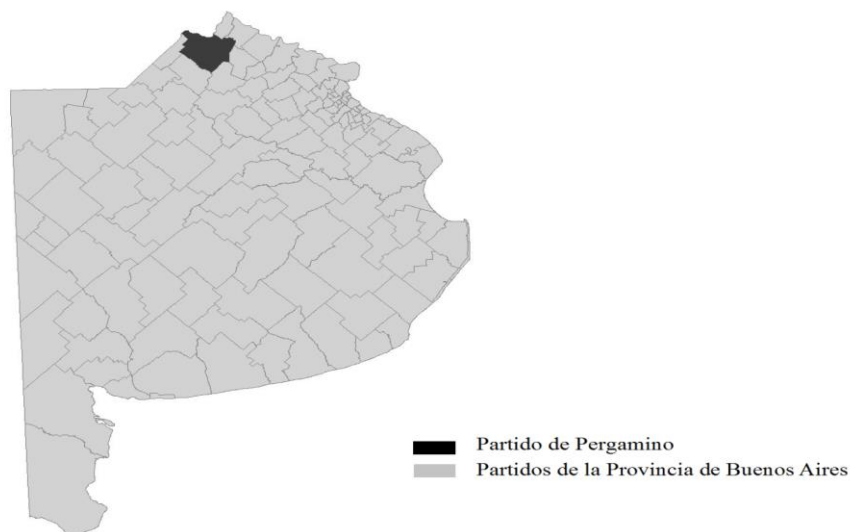 Partido de Pergamino
Partidos de la Provincia de Buenos Aires